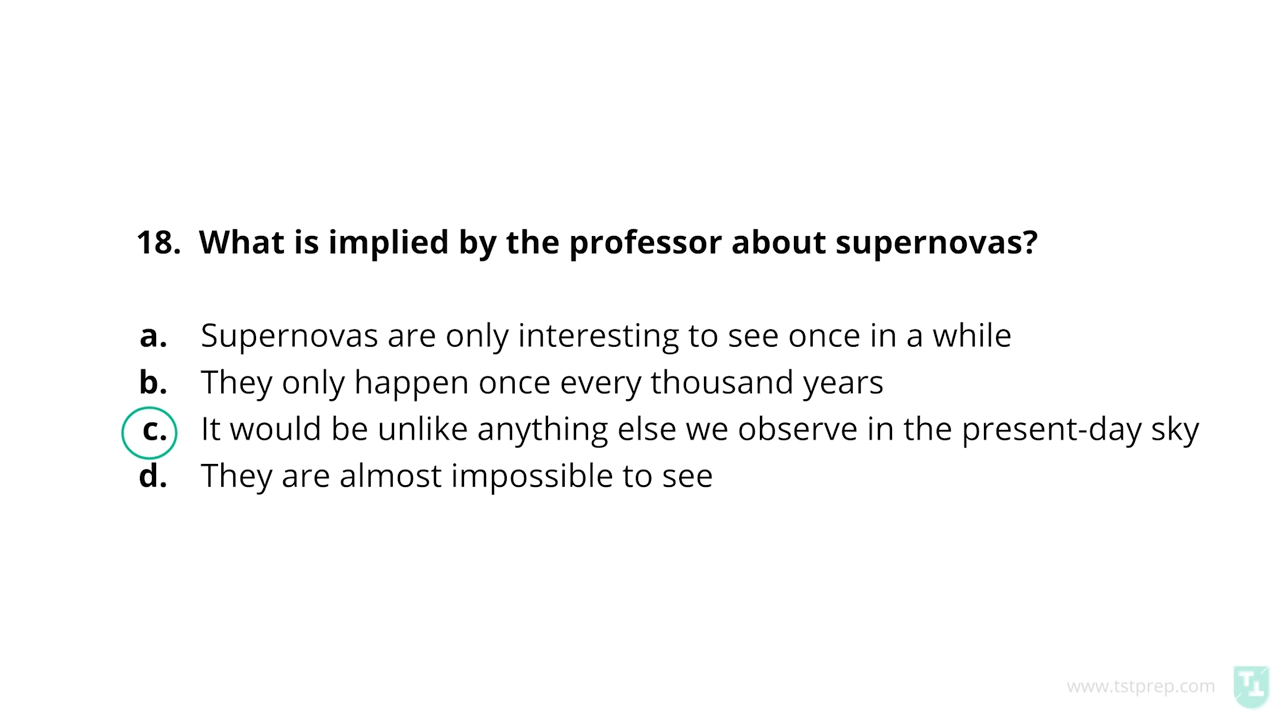 18. What is implied by the professor about supernovas?
a. Supernovas are only interesting to see once in a while
b. They only happen once every thousand years
c. It would be unlike anything else we observe in the present-day sky
d. They are almost impossible to see
www.tstprep.com